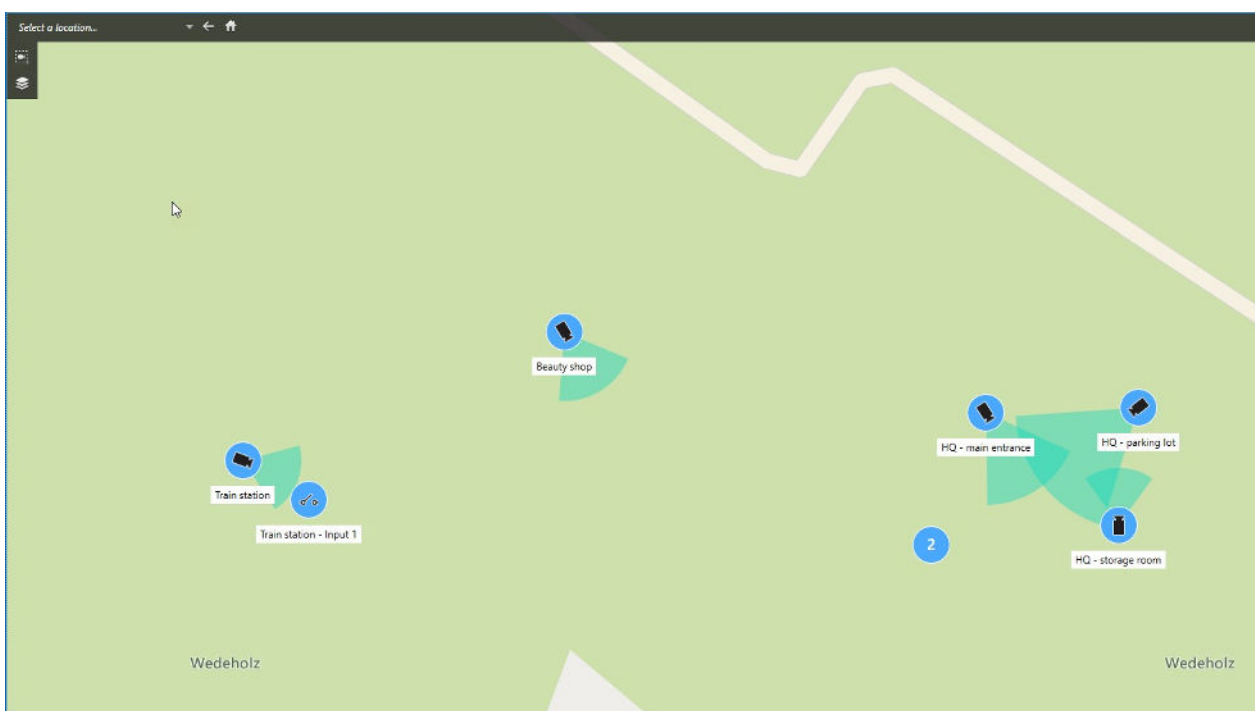 Select a location...
Beauty shop
HQ - main entrance
HQ - parking lot
Train station
Train station - Input 1
2
HQ - storage room
Wedeholz
Wedeholz